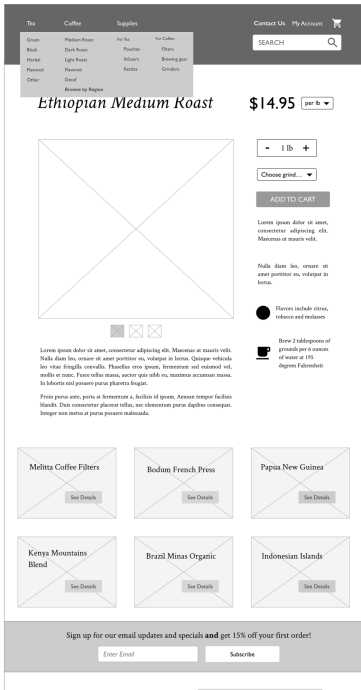 Tea Coffee Supplies Contact Us My Account
SEARCH
Green Medium Roast For Tea For Coffee
Black Dark Roast Pouches Filters
Herbal Light Roast Infusers Brewing gear
Flavored Flavored Kettles Grinders
Other Decaf
Browse by Region
Ethiopian Medium Roast $14.95 per lb
- 1 lb +
Choose grind...
ADD TO CART
Lorem ipsum dolor sit amet,
consectetur adipiscing elit.
Maecenas ut mauris velit.
Nulla diam leo, ornare sit
amet porttitor eu, volutpat in
lectus.
Flavors include citrus,
tobacco and molasses
Brew 2 tablespoons of
grounds per 6 ounces
of water at 195
degrees Fahrenheit
Lorem ipsum dolor sit amet, consectetur adipiscing elit. Maecenas ut mauris velit.
Nulla diam leo, ornare sit amet porttitor eu, volutpat in lectus. Quisque vehicula
leo vitae fringilla convallis. Phasellus eros ipsum, fermentum sed euismod vel,
mollis et nunc. Fusce tellus massa, auctor quis nibh eu, maximus accumsan massa.
In lobortis nisl posuere purus pharetra feugiat.
Proin purus ante, porta at fermentum a, facilisis id ipsum. Aenean tempor facilisis
blandit. Duis consectetur placerat tellus, nec elementum purus dapibus consequat.
Integer non metus at purus posuere malesuada.
Melitta Coffee Filters
See Details
Bodum French Press
See Details
Papua New Guinea
See Details
Kenya Mountains
Blend
See Details
Brazil Minas Organic
See Details
Indonesian Islands
See Details
Sign up for our email updates and specials and get 15% off your first order!
Enter Email Subscribe